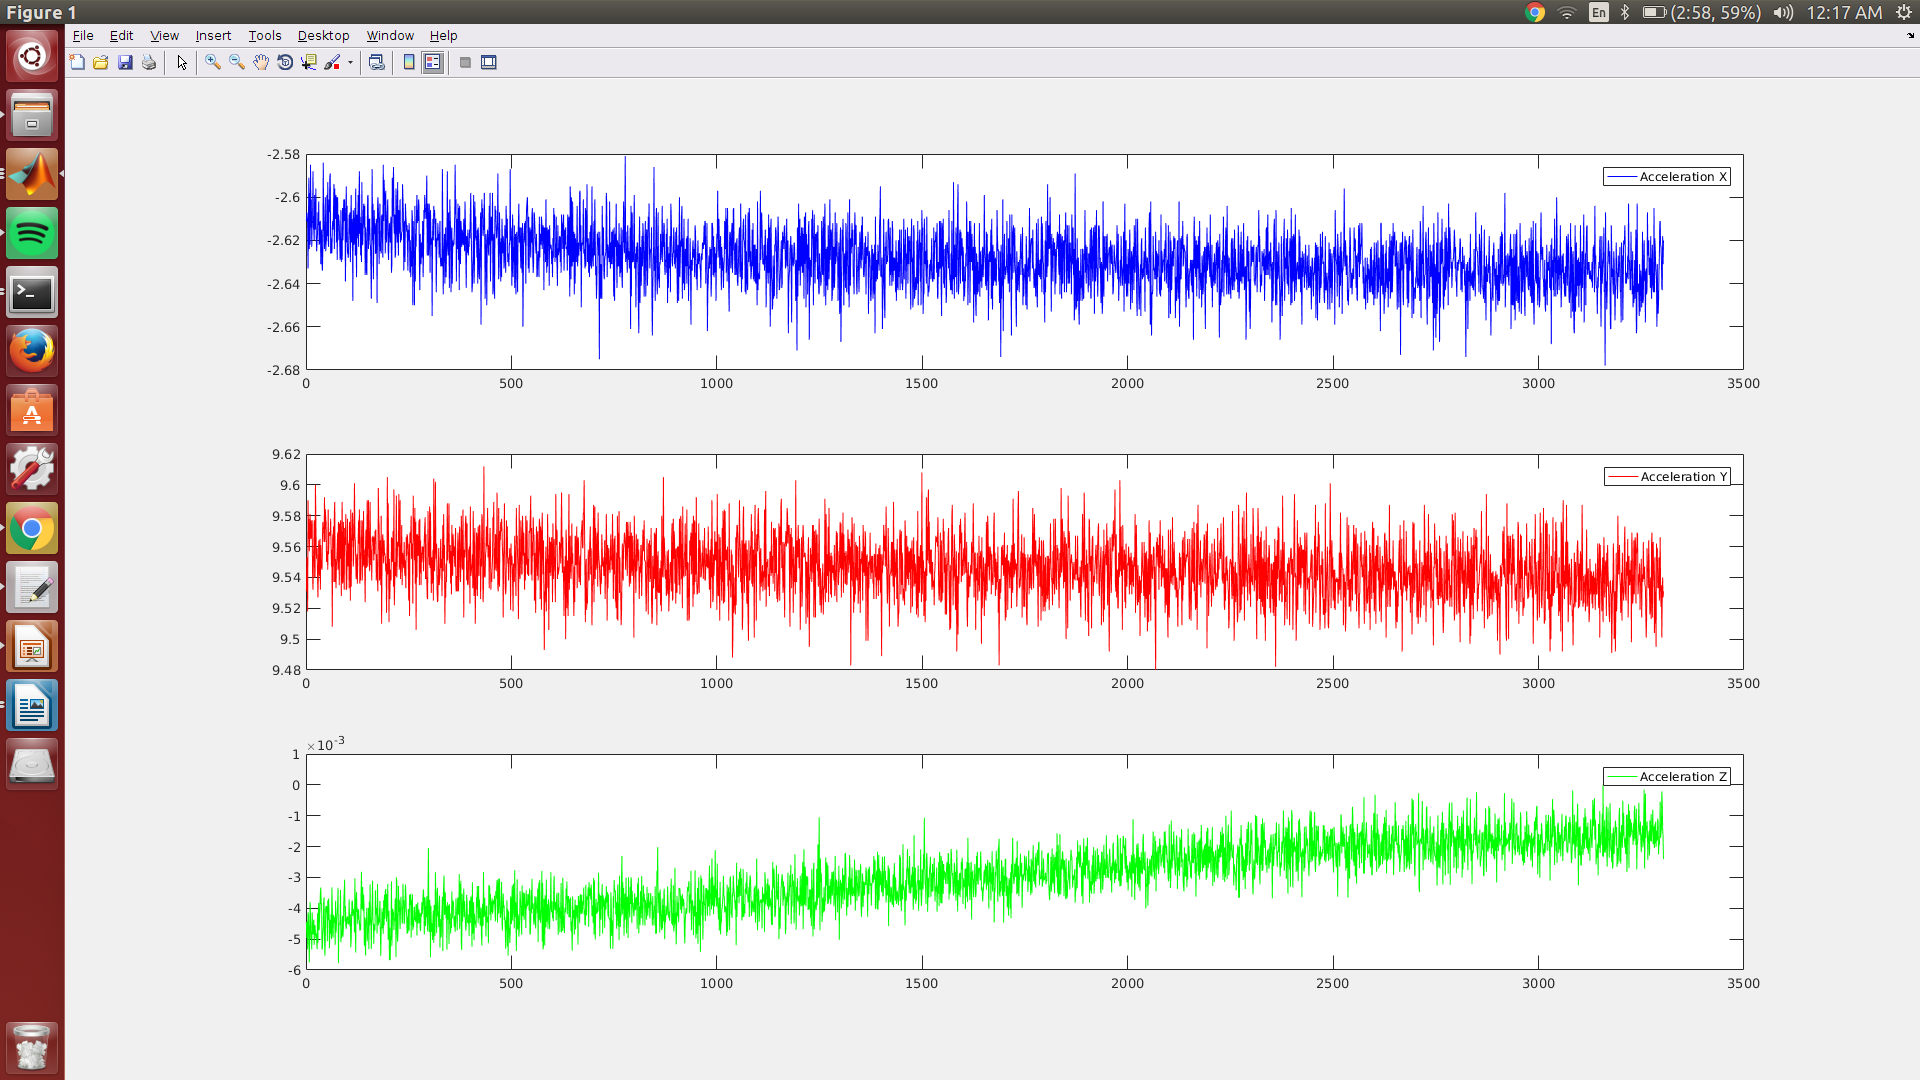 Figure 1
En (2:58, 59%) 12:17 AM
File Edit View Insert Tools Desktop Window Help
-2.58
-2.6
-2.62
-2.64
-2.66
-2.68
Acceleration X
0 500 1000 1500 2000 2500 3000 3500
9.62
9.6
9.58
9.56
9.54
9.52
9.5
9.48
Acceleration Y
0 500 1000 1500 2000 2500 3000 3500
×10-3
1
0
-1
-2
-3
-4
-5
-6
Acceleration Z
0 500 1000 1500 2000 2500 3000 3500